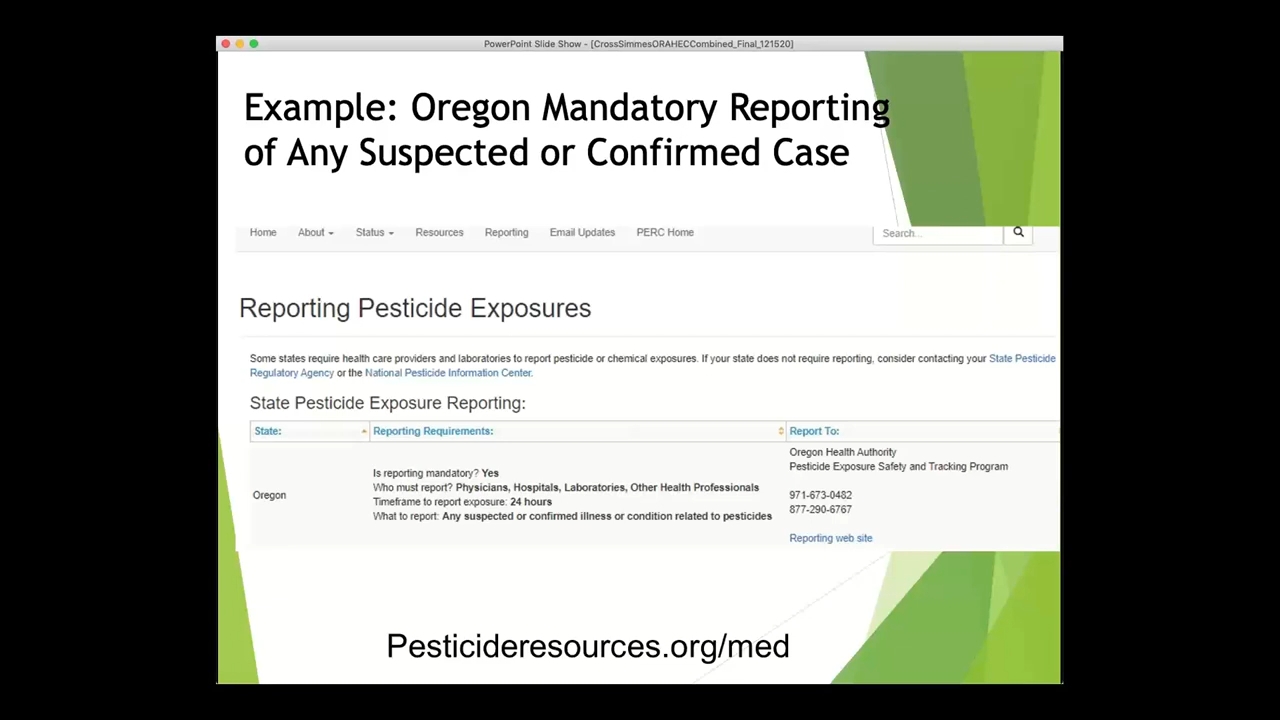 PowerPoint Slide Show - [CrossSimmesORAHECCombined_Final_121520]
Example: Oregon Mandatory Reporting
of Any Suspected or Confirmed Case
Home About Status Resources Reporting Email Updates PERC Home Search...
Reporting Pesticide Exposures
Some states require health care providers and laboratories to report pesticide or chemical exposures. If your state does not require reporting, consider contacting your State Pesticide
Regulatory Agency or the National Pesticide Information Center.
State Pesticide Exposure Reporting:
State: Reporting Requirements: Report To:
Oregon
Is reporting mandatory? Yes
Who must report? Physicians, Hospitals, Laboratories, Other Health Professionals
Timeframe to report exposure: 24 hours
What to report: Any suspected or confirmed illness or condition related to pesticides
Oregon Health Authority
Pesticide Exposure Safety and Tracking Program
971-673-0482
877-290-6767
Reporting web site
Pesticideresources.org/med